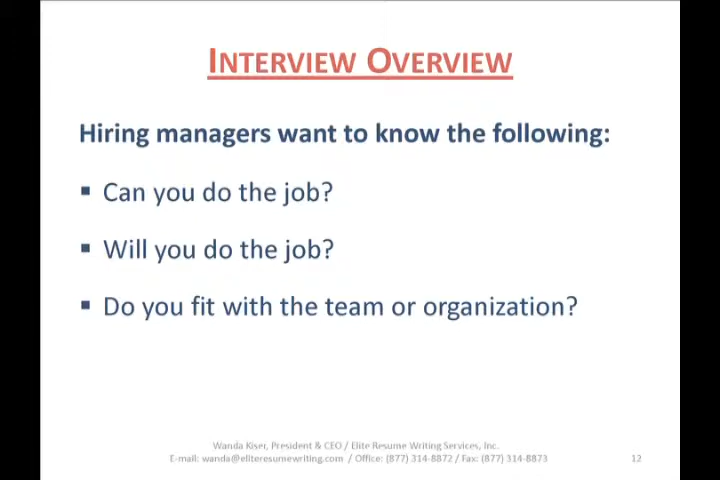 INTERVIEW OVERVIEW
Hiring managers want to know the following:
▪ Can you do the job?
▪ Will you do the job?
▪ Do you fit with the team or organization?
Wanda Kiser, President & CEO / Elite Resume Writing Services, Inc.
E-mail: wanda@eliteresumewriting.com / Office: (877) 314-8872 / Fax: (877) 314-8873 12